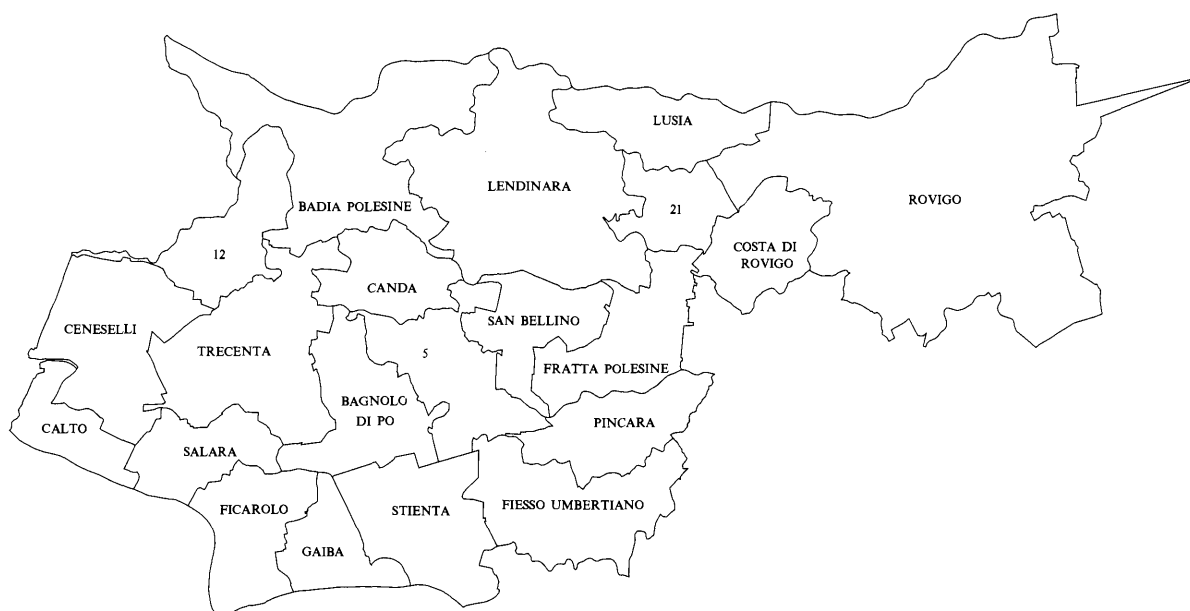 LUSIA
LENDINARA
ROVIGO
BADIA POLESINE
21
12
COSTA DI
ROVIGO
CANDA
CENESELLI
SAN BELLINO
TRECENTA
5
FRATTA POLESINE
BAGNOLO
DI PO
CALTO
PINCARA
SALARA
FICAROLO
STIENTA
FIESSO UMBERTIANO
GAIBA